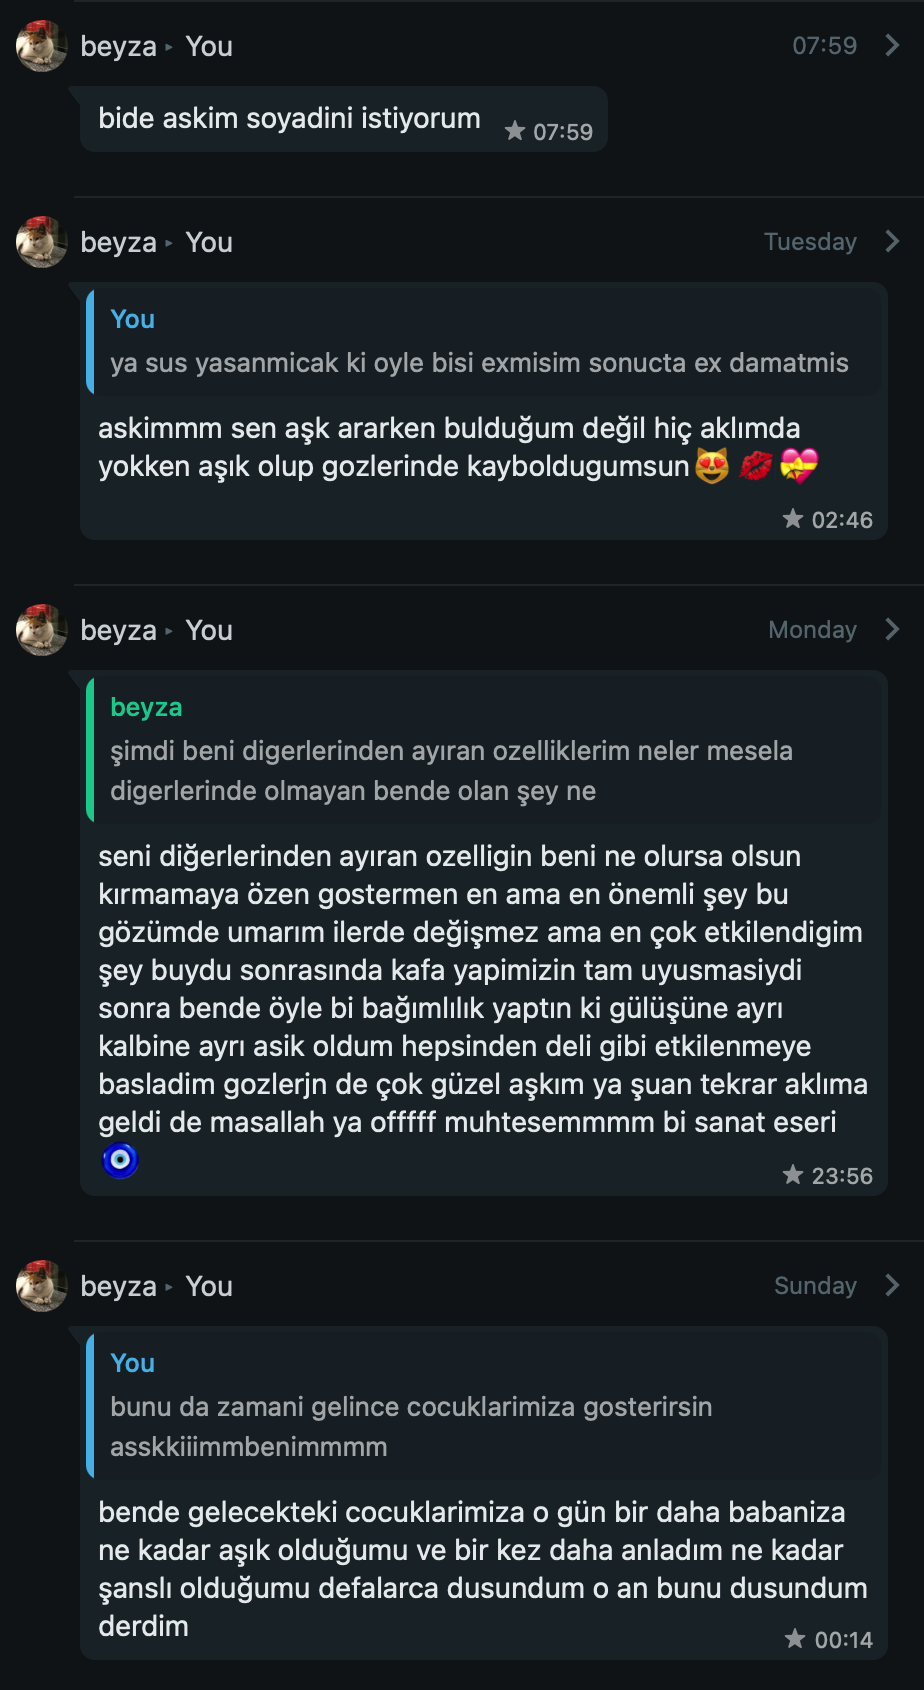 beyza ▸ You 07:59
bide askim soyadini istiyorum
★ 07:59
beyza ▸ You Tuesday
You
ya sus yasanmicak ki oyle bisi exmisim sonucta ex damatmis
askimmm sen aşk ararken bulduğum değil hiç aklımda
yokken aşık olup gozlerinde kayboldugumsun😻💋💝
★ 02:46
beyza ▸ You Monday
beyza
şimdi beni digerlerinden ayıran ozelliklerim neler mesela
digerlerinde olmayan bende olan şey ne
seni diğerlerinden ayıran ozelligin beni ne olursa olsun
kırmamaya özen gostermen en ama en önemli şey bu
gözümde umarım ilerde değişmez ama en çok etkilendigim
şey buydu sonrasında kafa yapimizin tam uyusmasiydi
sonra bende öyle bi bağımlılık yaptın ki gülüşüne ayrı
kalbine ayrı asik oldum hepsinden deli gibi etkilenmeye
basladim gozlerjn de çok güzel aşkım ya şuan tekrar aklıma
geldi de masallah ya offfff muhtesemmmm bi sanat eseri
🧿
★ 23:56
beyza ▸ You Sunday
You
bunu da zamani gelince cocuklarimiza gosterirsin
asskkiiimmbenimmmm
bende gelecekteki cocuklarimiza o gün bir daha babaniza
ne kadar aşık olduğumu ve bir kez daha anladım ne kadar
şanslı olduğumu defalarca dusundum o an bunu dusundum
derdim
★ 00:14